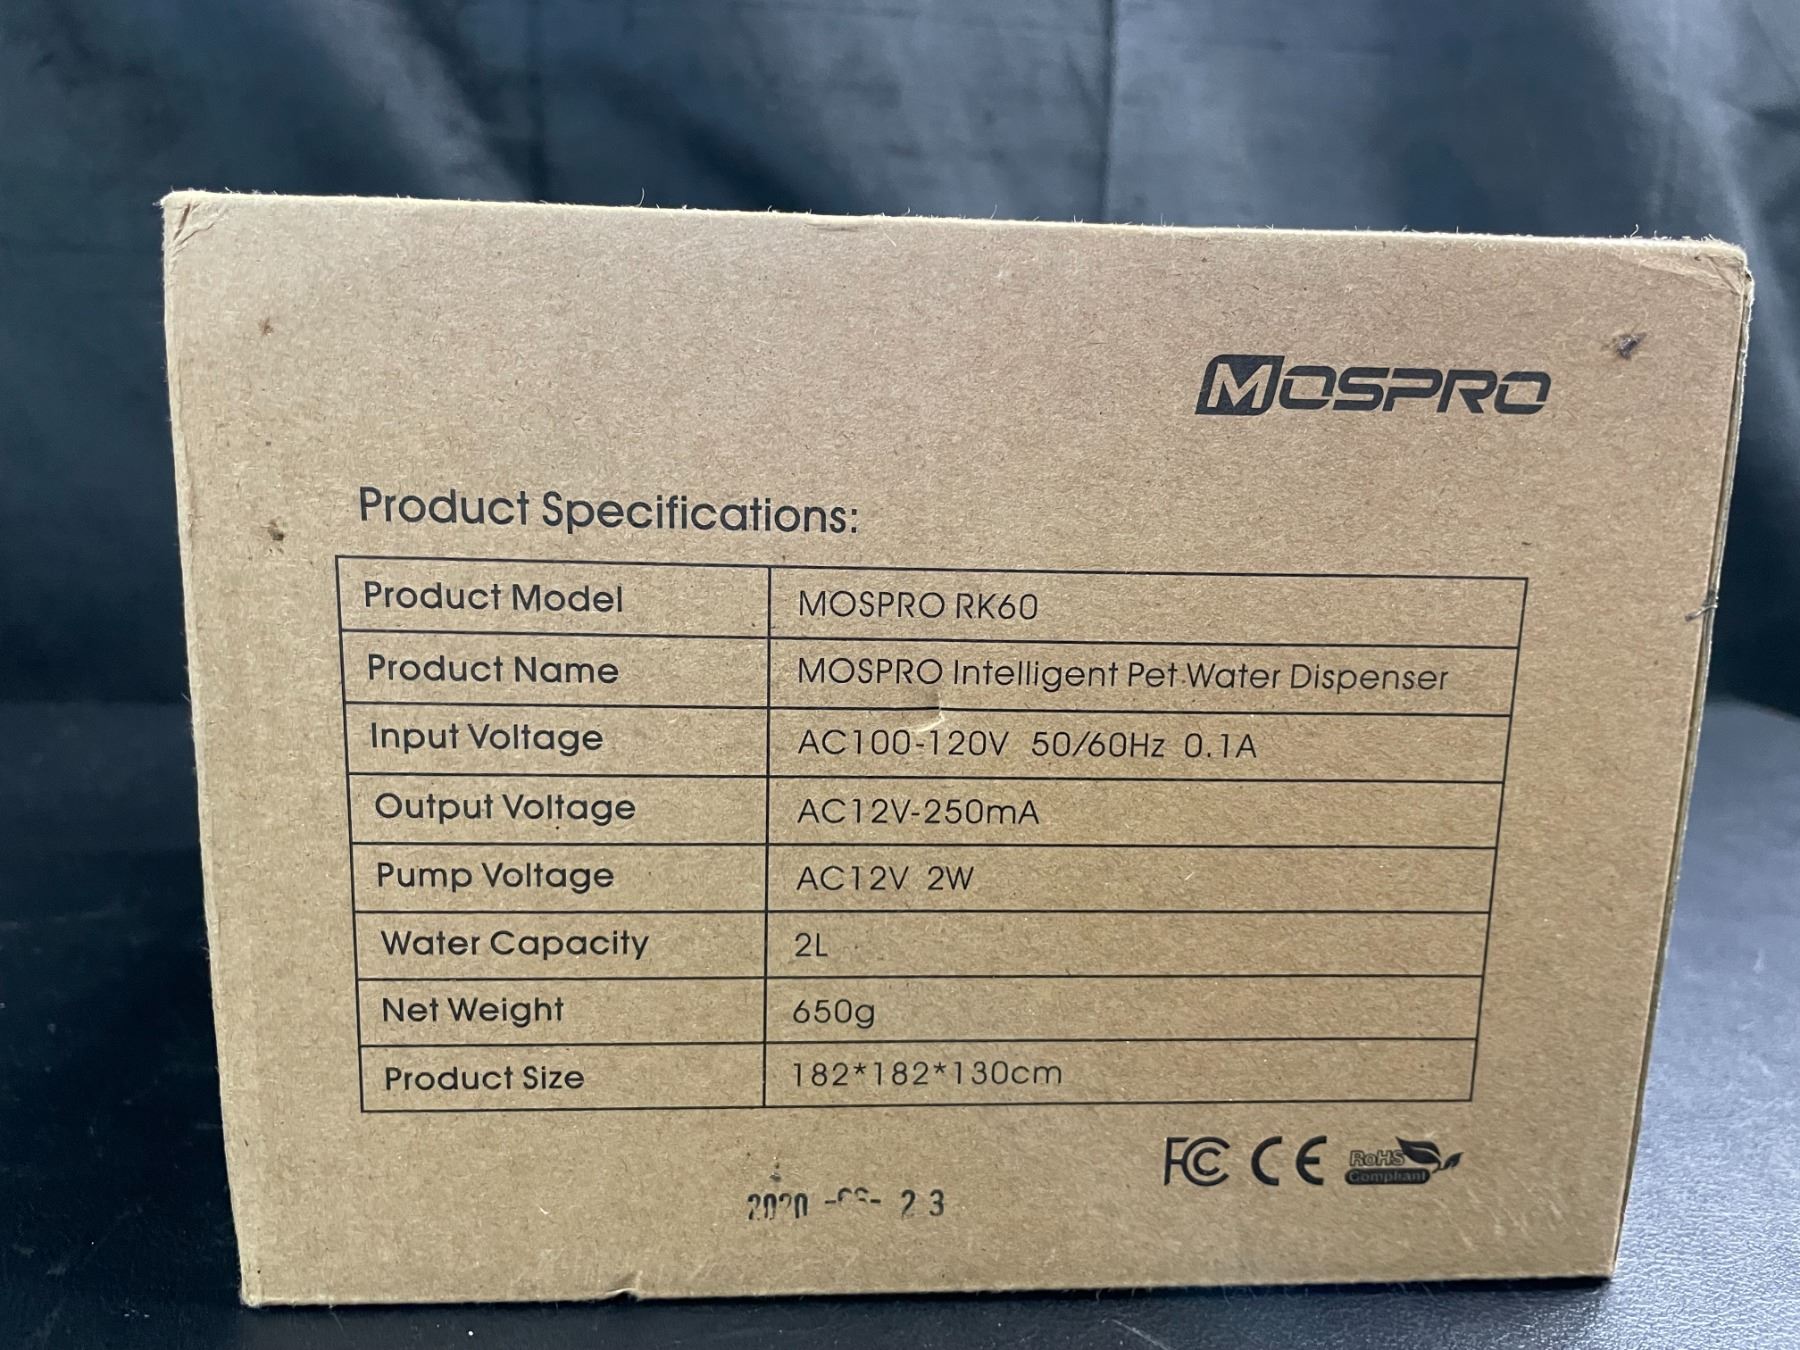 MOSPRO
Product Specifications:
Product Model MOSPRO RK60
Product Name MOSPRO Intelligent Pet Water Dispenser
Input Voltage AC100-120V 50/60Hz 0.1A
Output Voltage AC12V-250mA
Pump Voltage AC12V 2W
Water Capacity 2L
Net Weight 650g
Product Size 182*182*130cm
FC CE RoHS
Compliant
2020 - 23